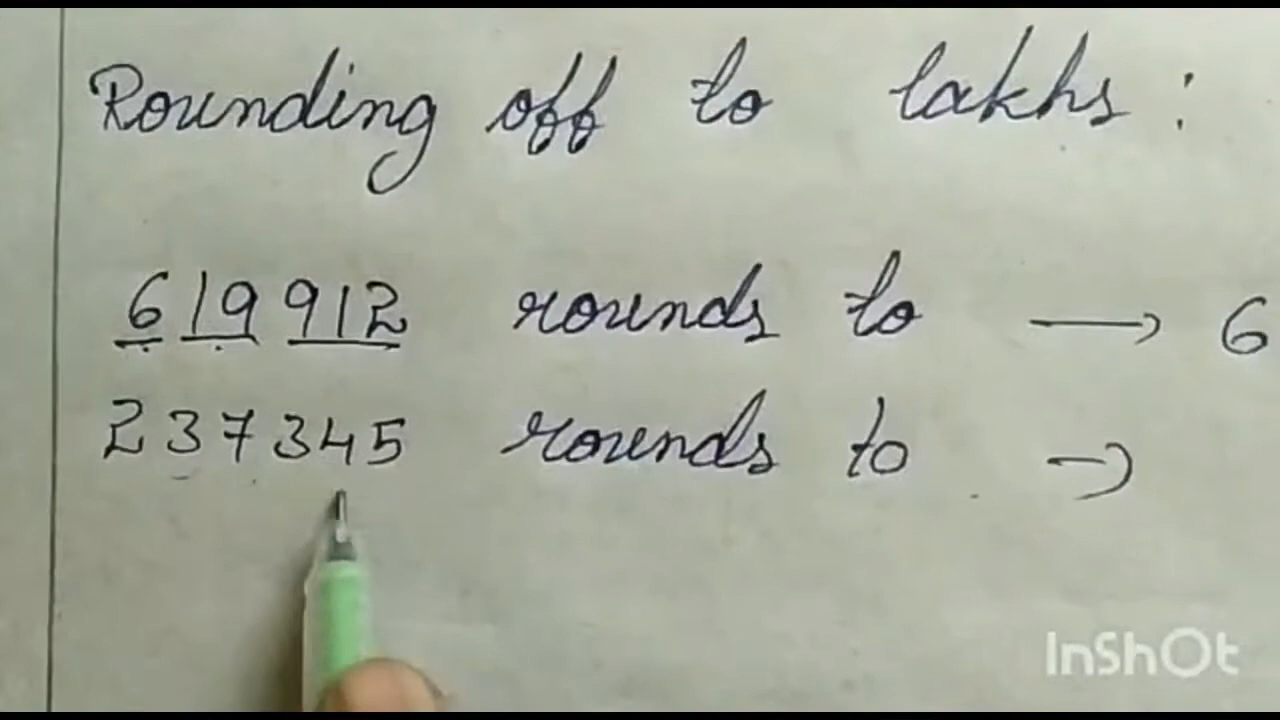 Rounding off to lakhs :
619912 rounds to → 6
237345 rounds to →
InShOt